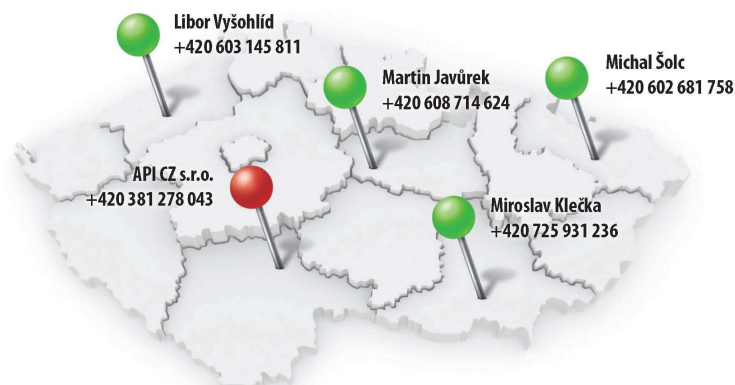 Libor Vyšohlíd
+420 603 145 811
Martin Javůrek
+420 608 714 624
Michal Šolc
+420 602 681 758
API CZ s.r.o.
+420 381 278 043
Miroslav Klečka
+420 725 931 236